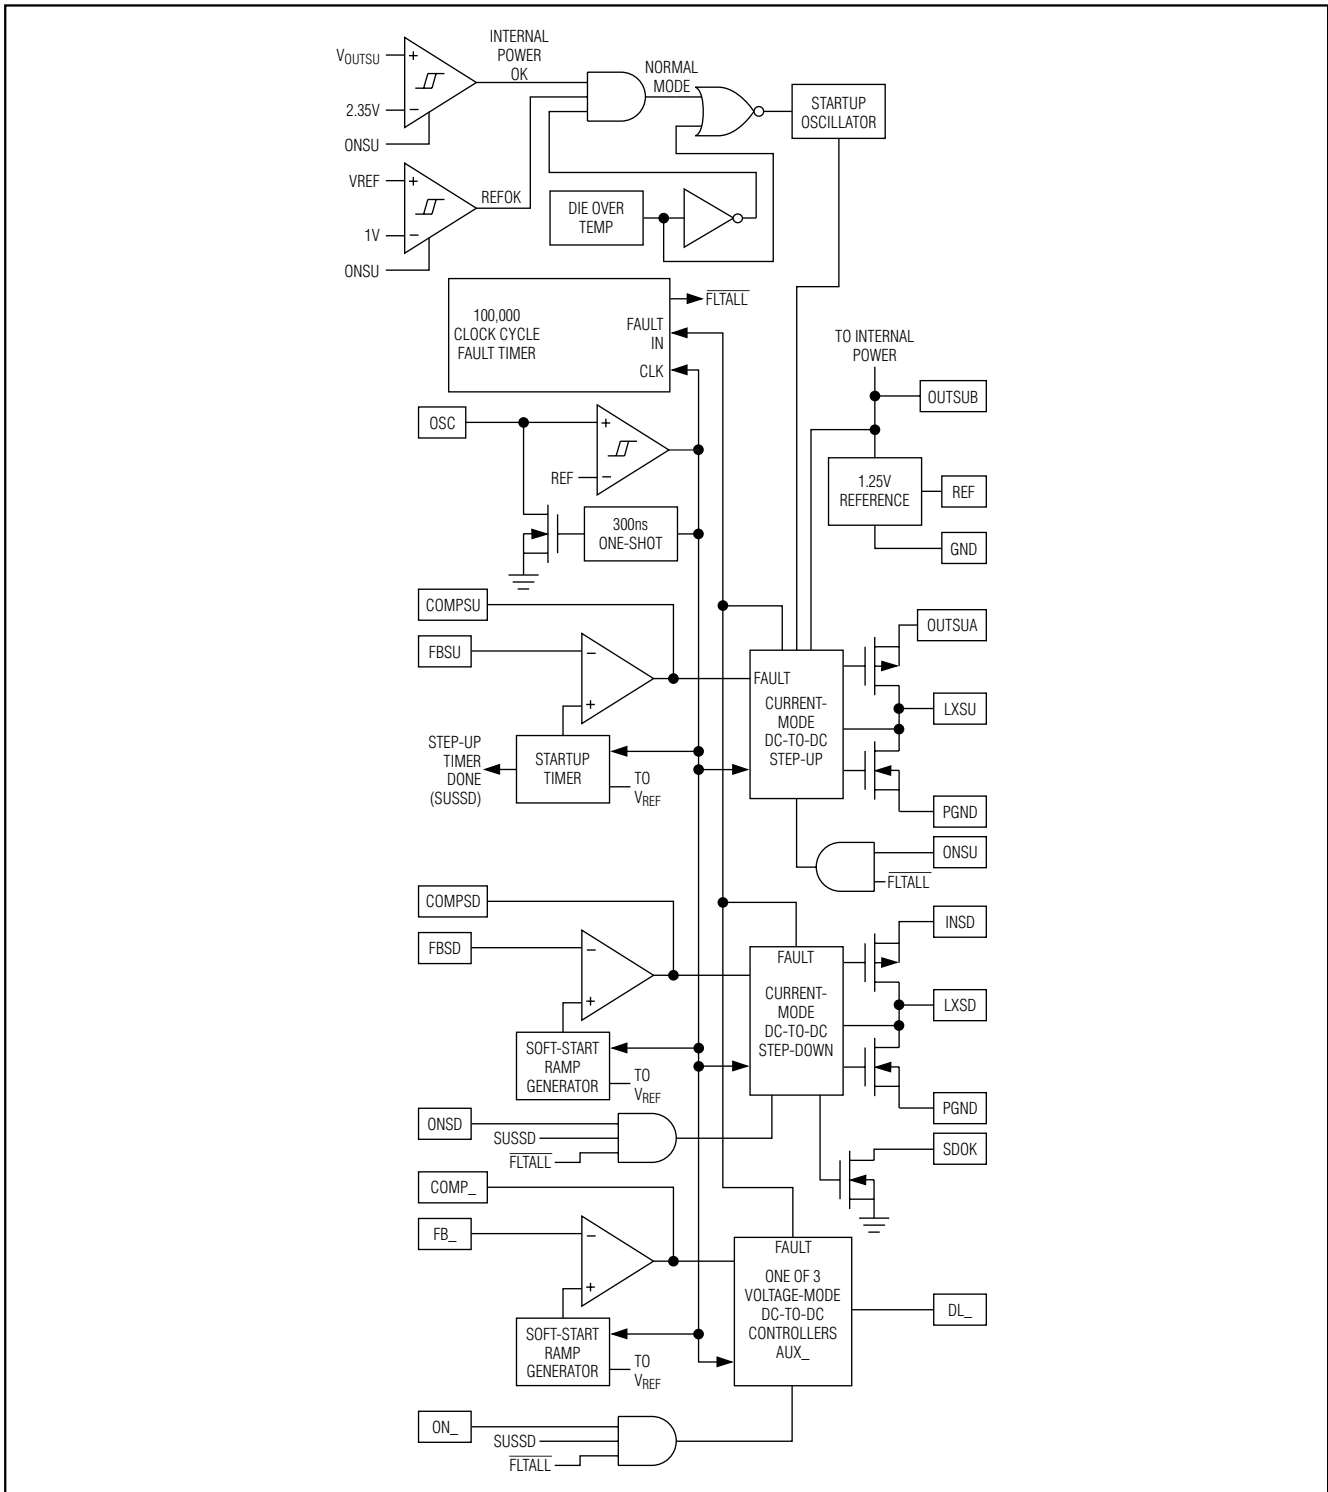 VOUTSU
2.35V
ONSU
INTERNAL
POWER
OK
NORMAL
MODE
STARTUP
OSCILLATOR
VREF
1V
ONSU
REFOK
DIE OVER
TEMP
100,000
CLOCK CYCLE
FAULT TIMER
FLTALL
FAULT
IN
CLK
TO INTERNAL
POWER
OUTSUB
OSC
REF
1.25V
REFERENCE
REF
GND
300ns
ONE-SHOT
COMPSU
FBSU
OUTSUA
FAULT
CURRENT-
MODE
DC-TO-DC
STEP-UP
LXSU
STEP-UP
TIMER
DONE
(SUSSD)
STARTUP
TIMER
TO
VREF
PGND
ONSU
FLTALL
COMPSD
FBSD
INSD
FAULT
CURRENT-
MODE
DC-TO-DC
STEP-DOWN
LXSD
SOFT-START
RAMP
GENERATOR
TO
VREF
PGND
ONSD
SUSSD
FLTALL
SDOK
COMP_
FB_
FAULT
ONE OF 3
VOLTAGE-MODE
DC-TO-DC
CONTROLLERS
AUX_
DL_
SOFT-START
RAMP
GENERATOR
TO
VREF
ON_
SUSSD
FLTALL